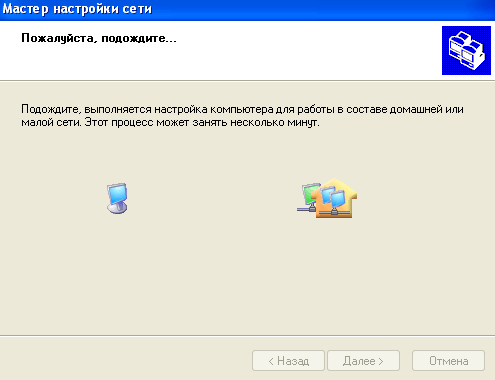 Мастер настройки сети
Пожалуйста, подождите...
Подождите, выполняется настройка компьютера для работы в составе домашней или
малой сети. Этот процесс может занять несколько минут.
< Назад
Далее >
Отмена